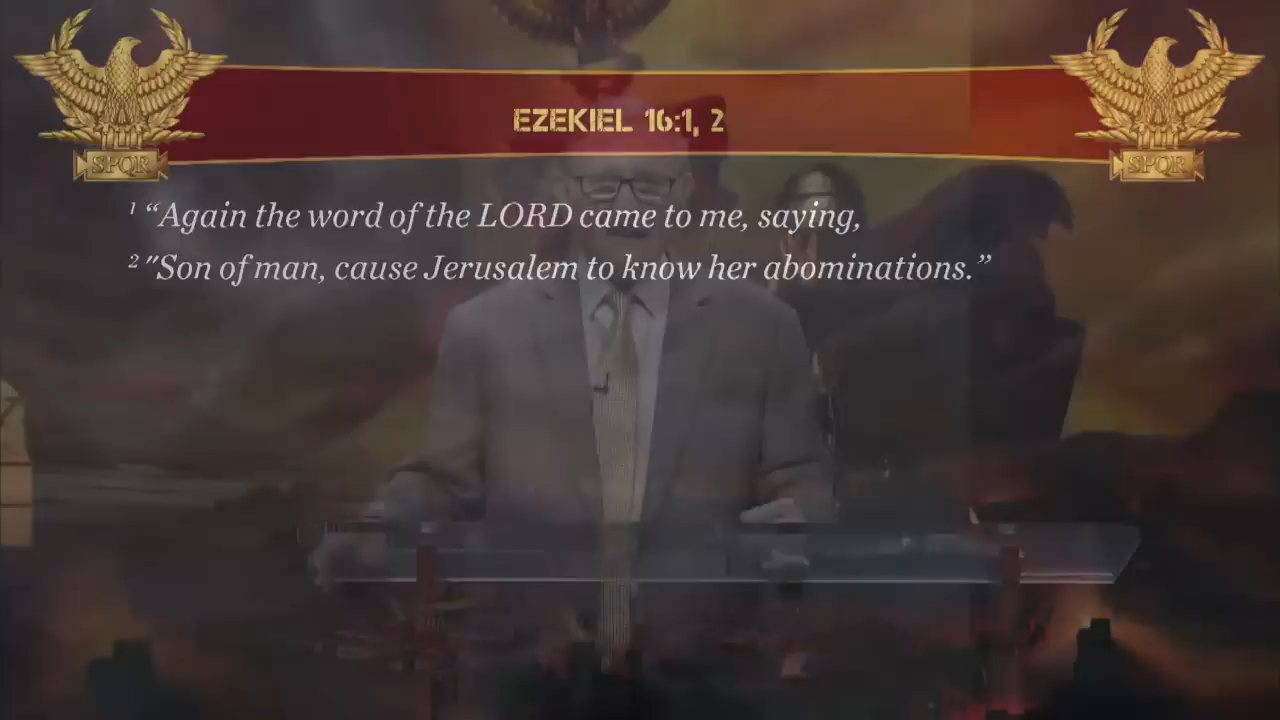 SPQR
EZEKIEL 16:1, 2
SPQR
¹ “Again the word of the LORD came to me, saying,
² "Son of man, cause Jerusalem to know her abominations.”